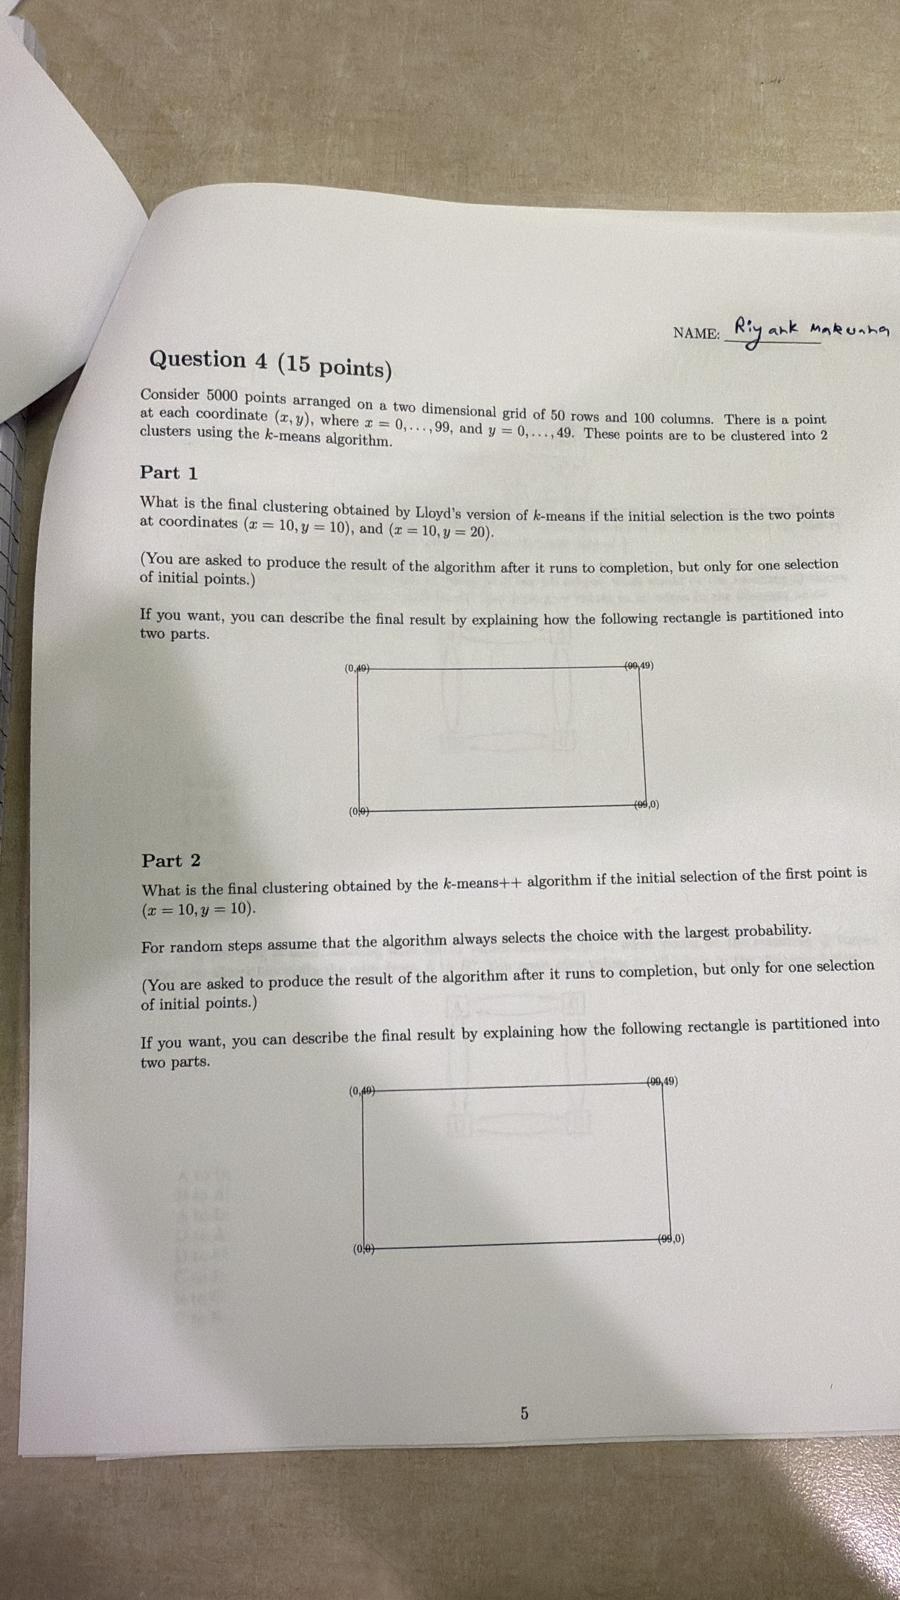 NAME: Riyank Makwana
Question 4 (15 points)
Consider 5000 points arranged on a two dimensional grid of 50 rows and 100 columns. There is a point
at each coordinate (x, y), where x = 0, . . . , 99, and y = 0, . . . , 49. These points are to be clustered into 2
clusters using the k-means algorithm.
Part 1
What is the final clustering obtained by Lloyd's version of k-means if the initial selection is the two points
at coordinates (x = 10, y = 10), and (x = 10, y = 20).
(You are asked to produce the result of the algorithm after it runs to completion, but only for one selection
of initial points.)
If you want, you can describe the final result by explaining how the following rectangle is partitioned into
two parts.
(0,49) (99,49)
(0,0) (99,0)
Part 2
What is the final clustering obtained by the k-means++ algorithm if the initial selection of the first point is
(x = 10, y = 10).
For random steps assume that the algorithm always selects the choice with the largest probability.
(You are asked to produce the result of the algorithm after it runs to completion, but only for one selection
of initial points.)
If you want, you can describe the final result by explaining how the following rectangle is partitioned into
two parts.
(0,49) (99,49)
(0,0) (99,0)
5